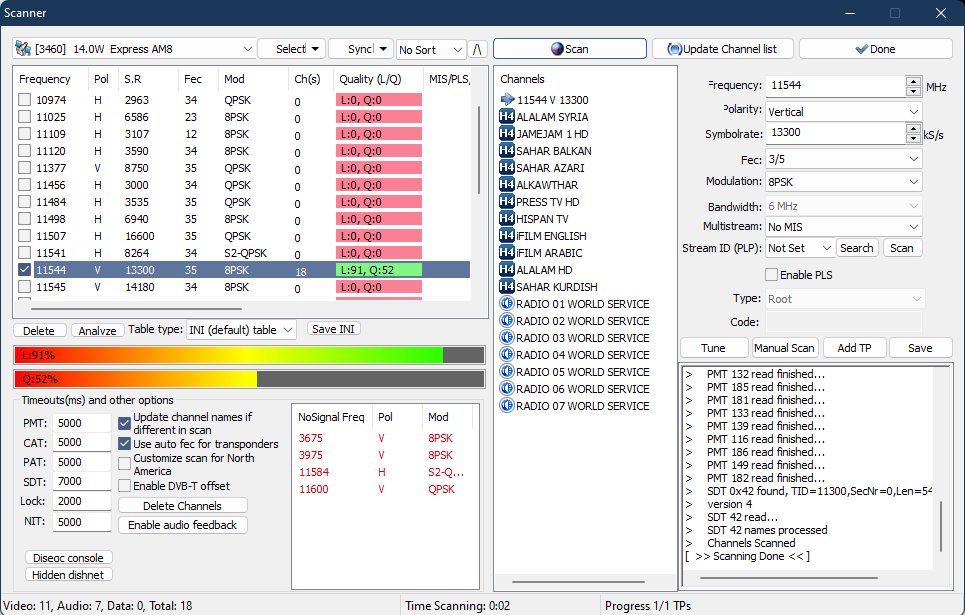 Scanner
[3460] 14.0W Express AM8
Select
Sync
No Sort
/\
Scan
Update Channel list
Done
Frequency Pol S.R Fec Mod Ch(s) Quality (L/Q) MIS/PLS,
10974 H 2963 34 QPSK 0 L:0, Q:0
11025 H 6586 23 8PSK 0 L:0, Q:0
11109 H 3107 12 8PSK 0 L:0, Q:0
11120 H 3590 34 8PSK 0 L:0, Q:0
11377 V 8750 35 QPSK 0 L:0, Q:0
11456 H 3000 34 QPSK 0 L:0, Q:0
11484 H 3535 35 QPSK 0 L:0, Q:0
11498 H 6940 35 8PSK 0 L:0, Q:0
11507 H 16600 35 QPSK 0 L:0, Q:0
11541 H 8264 34 S2-QPSK 0 L:0, Q:0
11544 V 13300 35 8PSK 18 L:91, Q:52
11545 V 14180 34 8PSK 0 L:0, Q:0
Delete
Analyze
Table type:
INI (default) table
Save INI
L:91%
Q:52%
Timeouts(ms) and other options
PMT: 5000
CAT: 5000
PAT: 5000
SDT: 7000
Lock: 2000
NIT: 5000
Update channel names if
different in scan
Use auto fec for transponders
Customize scan for North
America
Enable DVB-T offset
Delete Channels
Enable audio feedback
Diseqc console
Hidden dishnet
NoSignal Freq Pol Mod
3675 V 8PSK
3975 V 8PSK
11584 H S2-Q...
11600 V QPSK
Channels
11544 V 13300
H4 ALALAM SYRIA
H4 JAMEJAM 1 HD
H4 SAHAR BALKAN
H4 SAHAR AZARI
H4 ALKAWTHAR
H4 PRESS TV HD
H4 HISPAN TV
H4 iFILM ENGLISH
H4 iFILM ARABIC
H4 ALALAM HD
H4 SAHAR KURDISH
RADIO 01 WORLD SERVICE
RADIO 02 WORLD SERVICE
RADIO 03 WORLD SERVICE
RADIO 04 WORLD SERVICE
RADIO 05 WORLD SERVICE
RADIO 06 WORLD SERVICE
RADIO 07 WORLD SERVICE
Frequency: 11544 MHz
Polarity: Vertical
Symbolrate: 13300 kS/s
Fec: 3/5
Modulation: 8PSK
Bandwidth: 6 MHz
Multistream: No MIS
Stream ID (PLP): Not Set Search Scan
Enable PLS
Type: Root
Code:
Tune
Manual Scan
Add TP
Save
> PMT 132 read finished...
> PMT 185 read finished...
> PMT 181 read finished...
> PMT 133 read finished...
> PMT 139 read finished...
> PMT 116 read finished...
> PMT 186 read finished...
> PMT 149 read finished...
> PMT 182 read finished...
> SDT 0x42 found, TID=11300,SecNr=0,Len=54
> version 4
> SDT 42 read...
> SDT 42 names processed
> Channels Scanned
[ >> Scanning Done << ]
Video: 11, Audio: 7, Data: 0, Total: 18
Time Scanning: 0:02
Progress 1/1 TPs